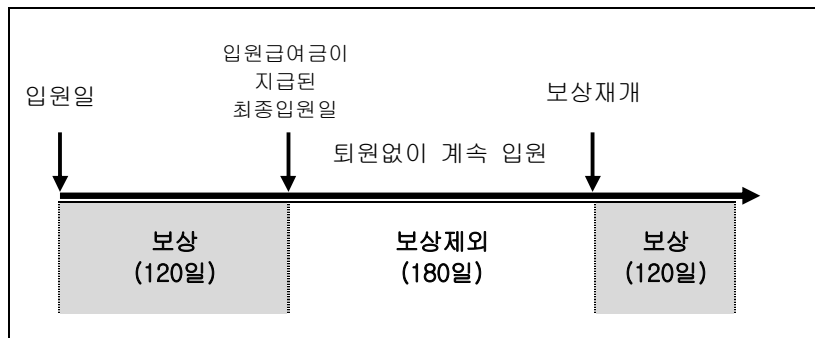 입원일
입원급여금이
지급된
최종입원일
보상재개
퇴원없이 계속 입원
보상
(120일)
보상제외
(180일)
보상
(120일)